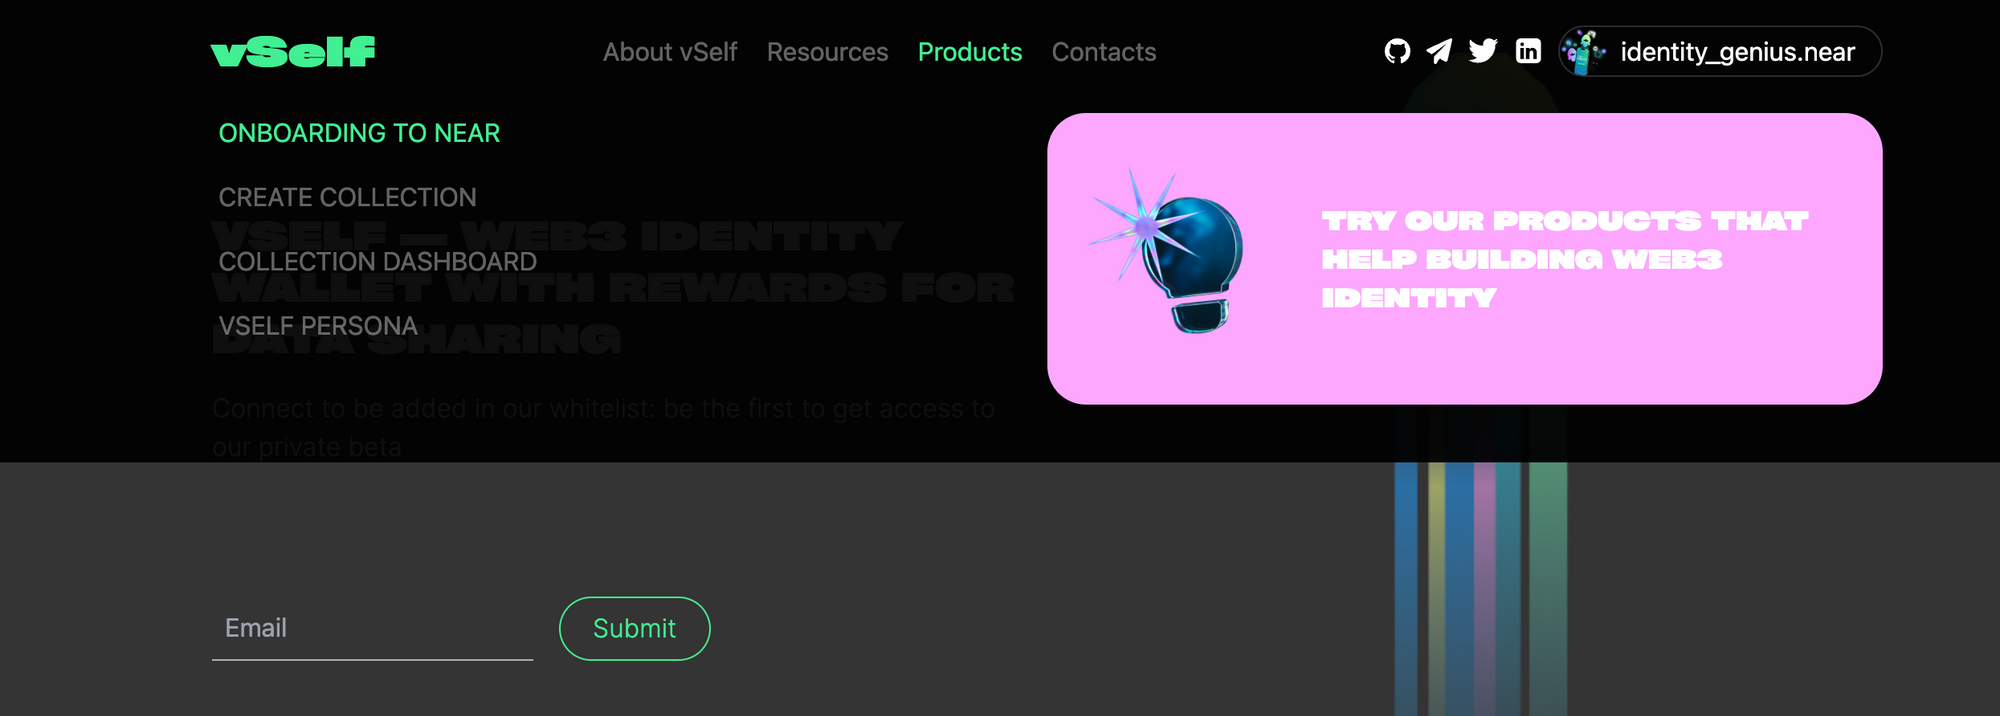 vSelf
About vSelf Resources Products Contacts
identity_genius.near
ONBOARDING TO NEAR
CREATE COLLECTION
COLLECTION DASHBOARD
VSELF PERSONA
VSELF — WEB3 IDENTITY
WALLET WITH REWARDS FOR
DATA SHARING
Connect to be added in our whitelist: be the first to get access to
our private beta
TRY OUR PRODUCTS THAT
HELP BUILDING WEB3
IDENTITY
Email
Submit